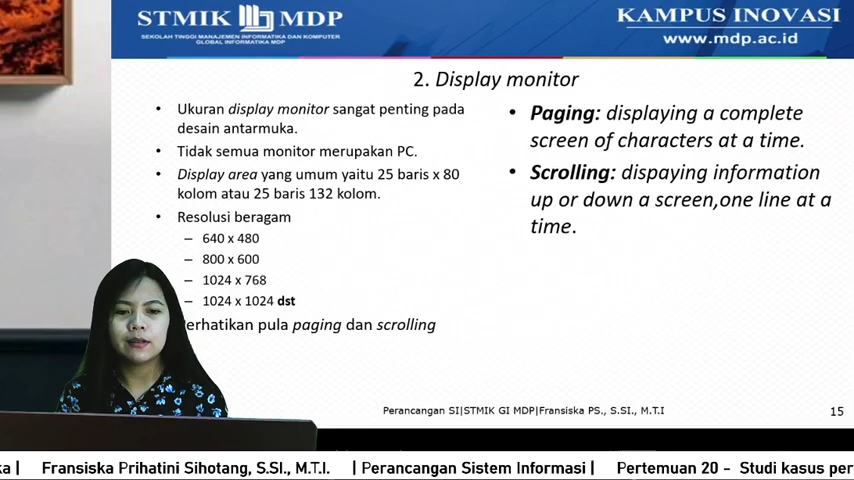 STMIK MDP
SEKOLAH TINGGI MANAJEMEN INFORMATIKA DAN KOMPUTER
GLOBAL INFORMATIKA MDP
KAMPUS INOVASI
www.mdp.ac.id
2. Display monitor
• Ukuran display monitor sangat penting pada
desain antarmuka.
• Tidak semua monitor merupakan PC.
• Display area yang umum yaitu 25 baris x 80
kolom atau 25 baris 132 kolom.
• Resolusi beragam
– 640 x 480
– 800 x 600
– 1024 x 768
– 1024 x 1024 dst
erhatikan pula paging dan scrolling
• Paging: displaying a complete
screen of characters at a time.
• Scrolling: dispaying information
up or down a screen,one line at a
time.
Perancangan SI|STMIK GI MDP|Fransiska PS., S.SI., M.T.I
15
ka | Fransiska Prihatini Sihotang, S.SI., M.T.I. | Perancangan Sistem Informasi | Pertemuan 20 - Studi kasus per